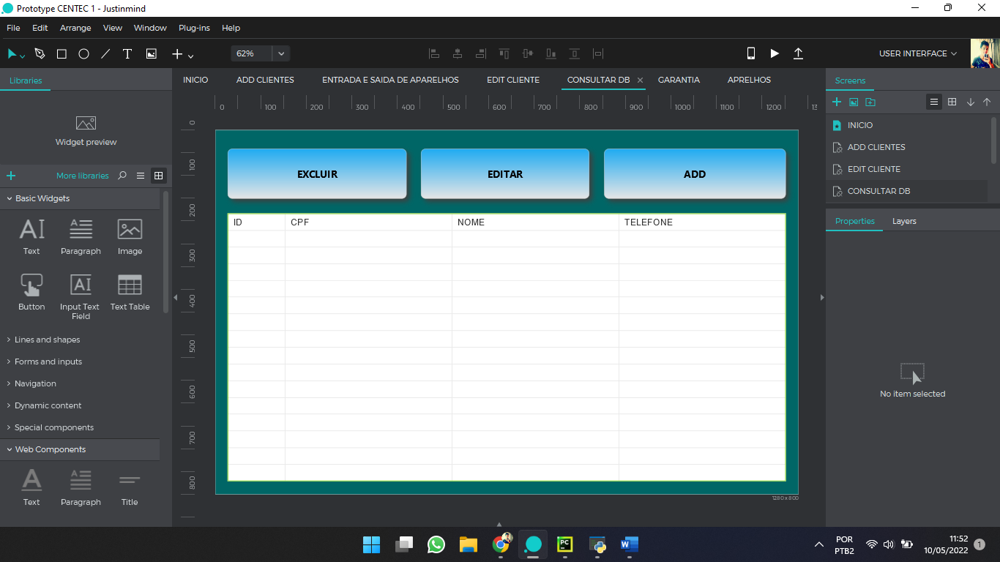 Prototype CENTEC 1 - Justinmind
File Edit Arrange View Window Plug-ins Help
62%
USER INTERFACE
Libraries
INICIO ADD CLIENTES ENTRADA E SAIDA DE APARELHOS EDIT CLIENTE CONSULTAR DB GARANTIA APRELHOS
Screens
0 100 200 300 400 500 600 700 800 900 1000 1100 1200
Widget preview
More libraries
Basic Widgets
Text Paragraph Image
Button Input Text Field Text Table
Lines and shapes
Forms and inputs
Navigation
Dynamic content
Special components
Web Components
Text Paragraph Title
0
100
200
300
400
500
600
700
800
EXCLUIR EDITAR ADD
ID CPF NOME TELEFONE
1280 x 800
INICIO
ADD CLIENTES
EDIT CLIENTE
CONSULTAR DB
Properties Layers
No item selected
PC
W
POR
PTB2
11:52
10/05/2022
1